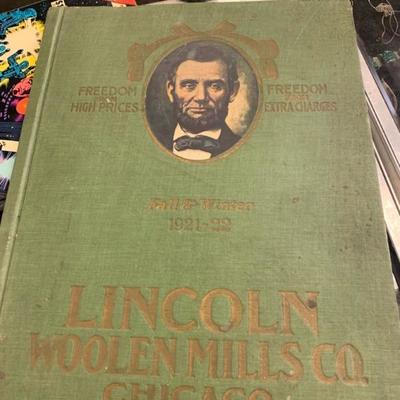 FREEDOM
FROM
HIGH PRICES
FREEDOM
FROM
EXTRA CHARGES
Fall & Winter
1921-22
LINCOLN
WOOLEN MILLS CO.
CHICAGO